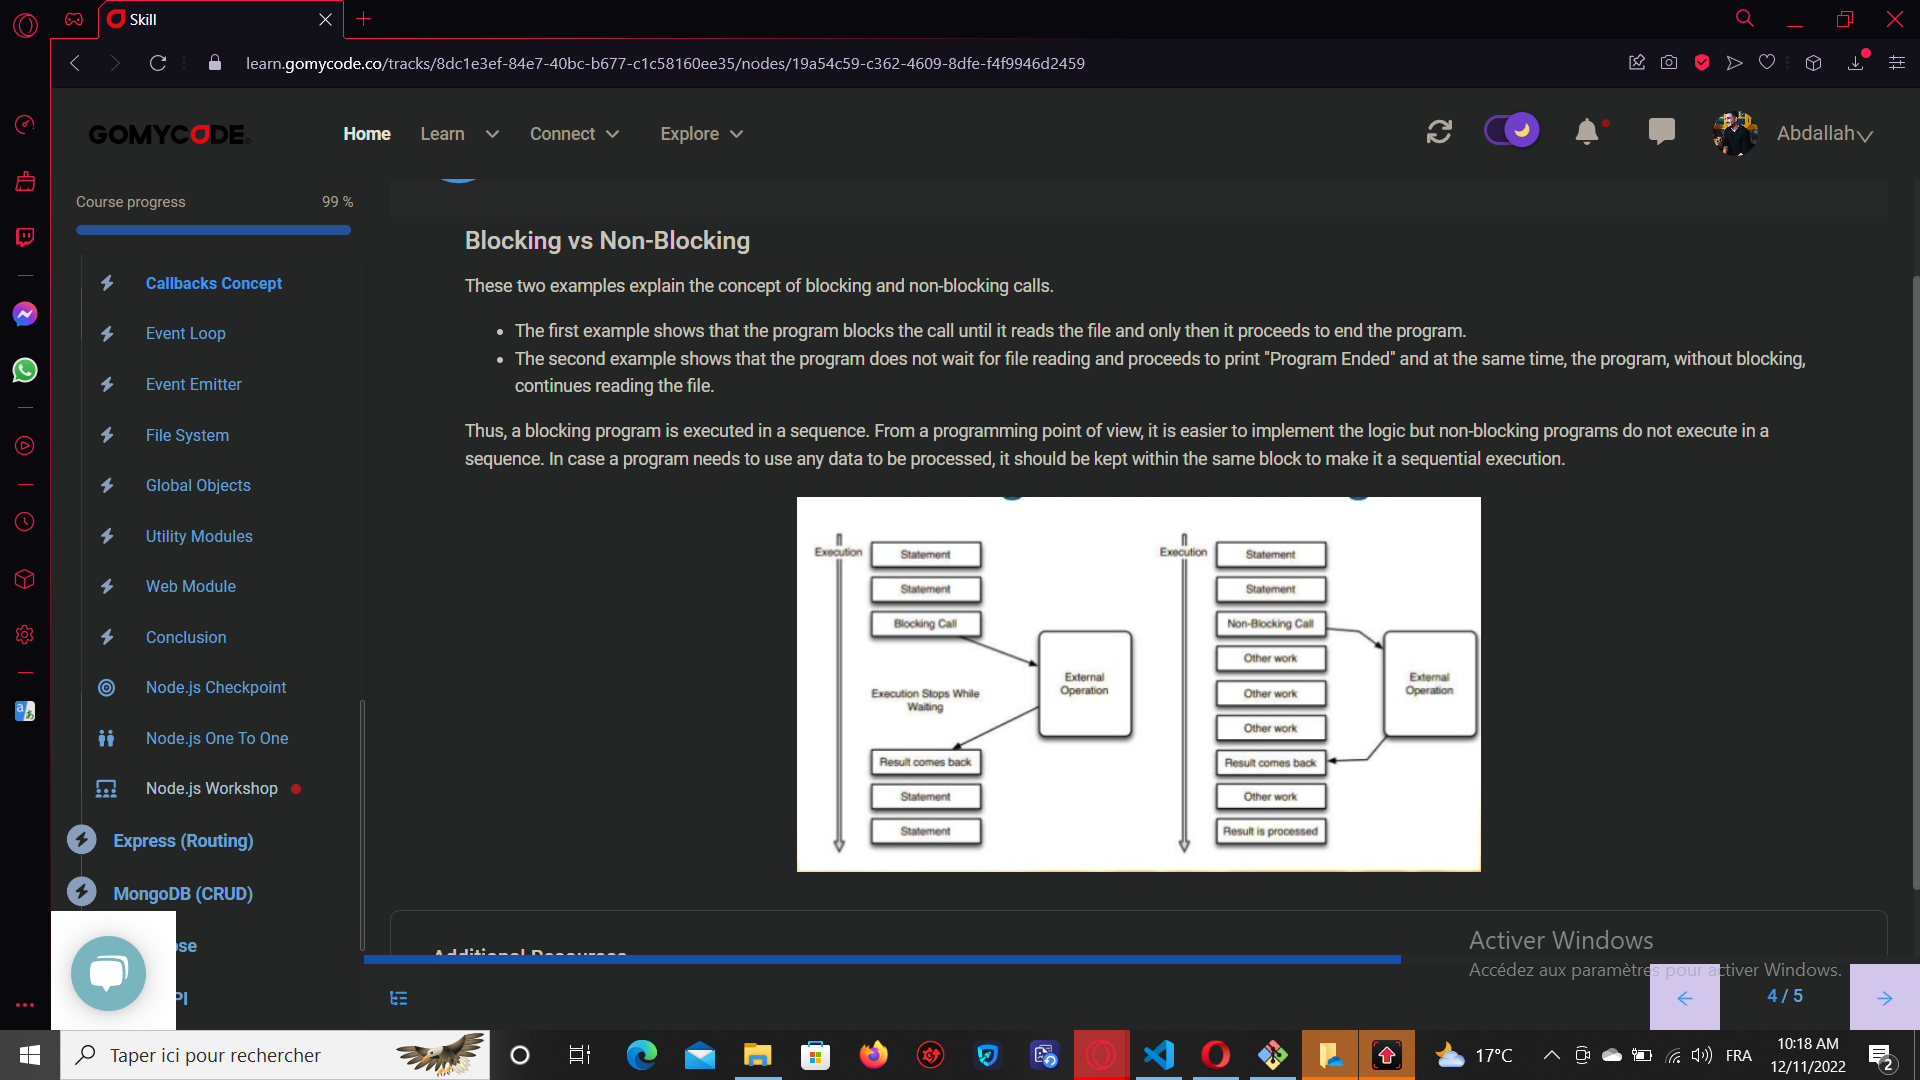 Skill
learn.gomycode.co/tracks/8dc1e3ef-84e7-40bc-b677-c1c58160ee35/nodes/19a54c59-c362-4609-8dfe-f4f9946d2459
GOMYCODE
Home
Learn
Connect
Explore
Abdallah
Course progress
99 %
Callbacks Concept
Event Loop
Event Emitter
File System
Global Objects
Utility Modules
Web Module
Conclusion
Node.js Checkpoint
Node.js One To One
Node.js Workshop
Express (Routing)
MongoDB (CRUD)
ose
PI
Blocking vs Non-Blocking
These two examples explain the concept of blocking and non-blocking calls.
The first example shows that the program blocks the call until it reads the file and only then it proceeds to end the program.
The second example shows that the program does not wait for file reading and proceeds to print "Program Ended" and at the same time, the program, without blocking,
continues reading the file.
Thus, a blocking program is executed in a sequence. From a programming point of view, it is easier to implement the logic but non-blocking programs do not execute in a
sequence. In case a program needs to use any data to be processed, it should be kept within the same block to make it a sequential execution.
Execution
Statement
Statement
Blocking Call
External
Operation
Execution Stops While
Waiting
Result comes back
Statement
Statement
Execution
Statement
Statement
Non-Blocking Call
Other work
External
Operation
Other work
Other work
Result comes back
Other work
Result is processed
Additional Resources
Activer Windows
Accédez aux paramètres pour activer Windows.
4 / 5
Taper ici pour rechercher
17°C
FRA
10:18 AM
12/11/2022
2